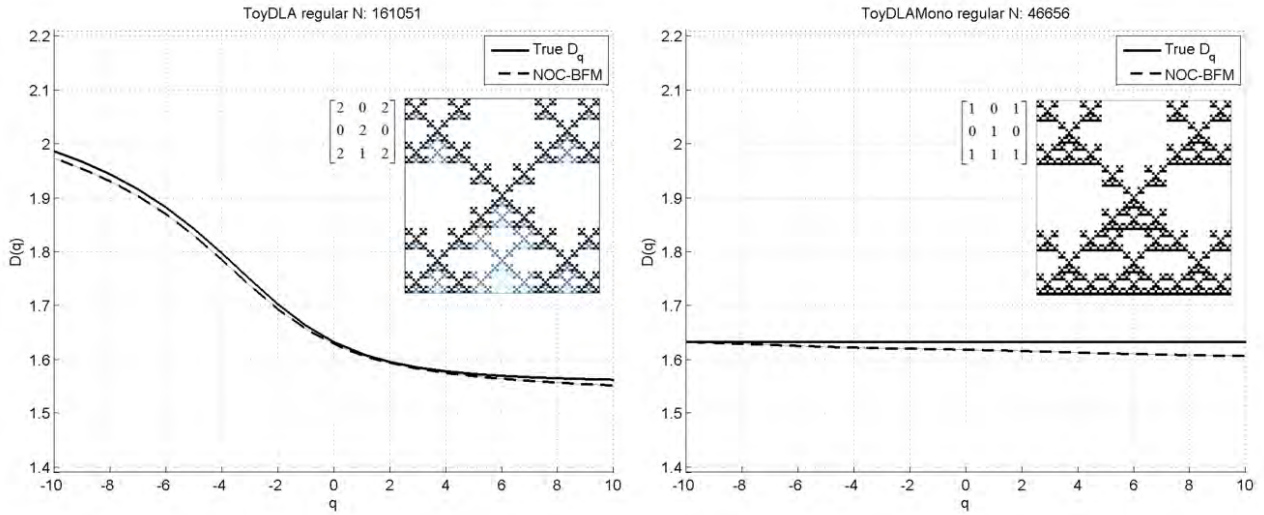 ToyDLA regular N: 161051
2.2
2.1
2
1.9
1.8
1.7
1.6
1.5
1.4
D(q)
True D_q
NOC-BFM
2 0 2
0 2 0
2 1 2
-10 -8 -6 -4 -2 0 2 4 6 8 10
q
ToyDLAMono regular N: 46656
2.2
2.1
2
1.9
1.8
1.7
1.6
1.5
1.4
D(q)
True D_q
NOC-BFM
1 0 1
0 1 0
1 1 1
-10 -8 -6 -4 -2 0 2 4 6 8 10
q